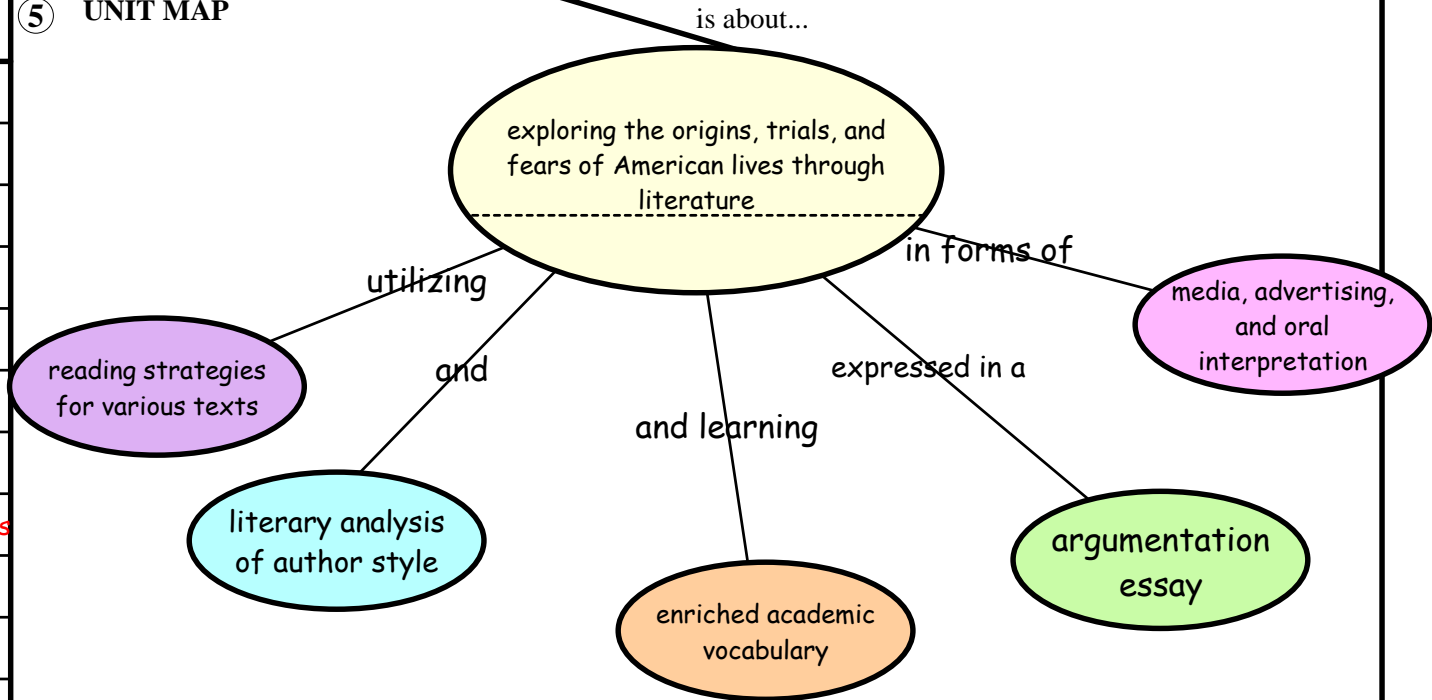 5 UNIT MAP
is about...
exploring the origins, trials, and
fears of American lives through
literature
utilizing
in forms of
media, advertising,
and oral
interpretation
reading strategies
for various texts
and
expressed in a
and learning
literary analysis
of author style
argumentation
essay
enriched academic
vocabulary
s